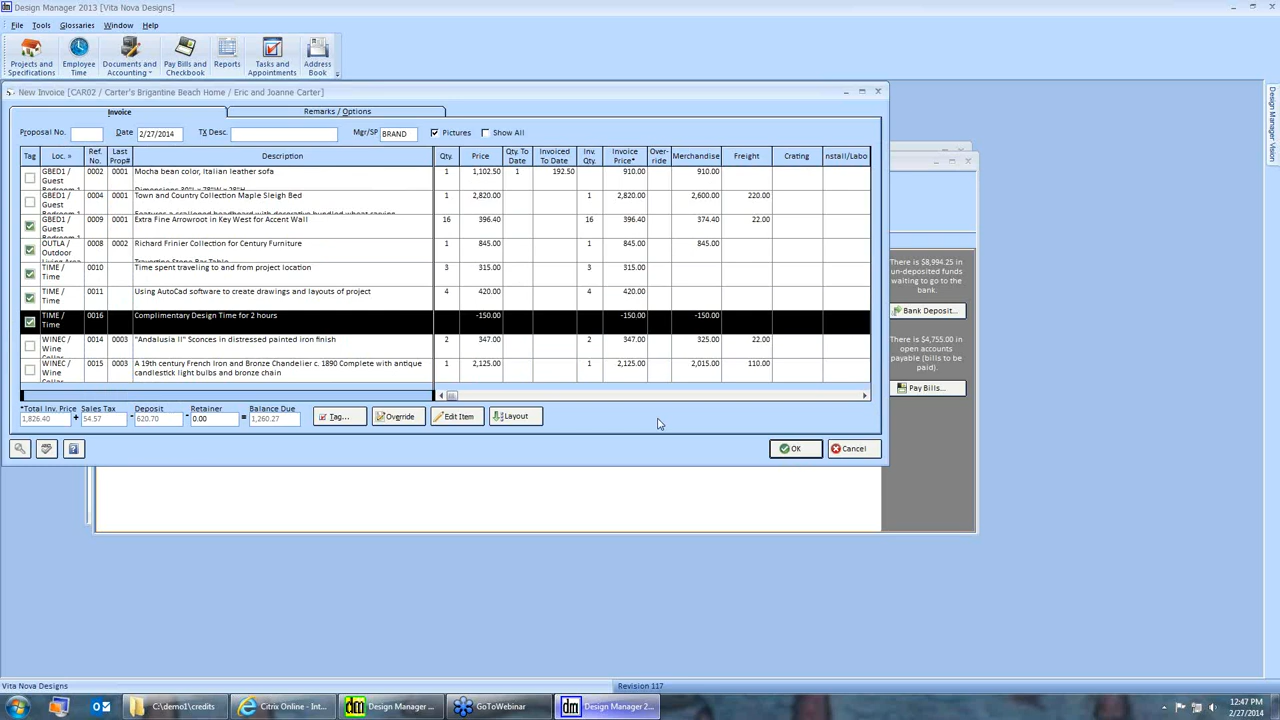 Design Manager 2013 [Vita Nova Designs]
File Tools Glossaries Window Help
Projects and Specifications
Employee Time
Documents and Accounting
Pay Bills and Checkbook
Reports
Tasks and Appointments
Address Book
New Invoice [CAR02 / Carter's Brigantine Beach Home / Eric and Joanne Carter]
Invoice Remarks / Options
Proposal No. Date 2/27/2014 TX Desc. Mgr/SP BRAND Pictures Show All
Tag Loc. » Ref. No. Last Prop# Description Qty. Price Qty. To Date Invoiced To Date Inv. Qty. Invoice Price* Over-ride Merchandise Freight Crating nstall/Labo
GBED1 / Guest 0002 0001 Mocha bean color, Italian leather sofa 1 1,102.50 1 192.50 910.00 910.00
GBED1 / Guest 0004 0001 Town and Country Collection Maple Sleigh Bed 1 2,820.00 1 2,820.00 2,600.00 220.00
GBED1 / Guest 0009 0001 Extra Fine Arrowroot in Key West for Accent Wall 16 396.40 16 396.40 374.40 22.00
OUTLA / Outdoor 0008 0002 Richard Frinier Collection for Century Furniture 1 845.00 1 845.00 845.00
TIME / Time 0010 Time spent traveling to and from project location 3 315.00 3 315.00
TIME / Time 0011 Using AutoCad software to create drawings and layouts of project 4 420.00 4 420.00
TIME / Time 0016 Complimentary Design Time for 2 hours -150.00 -150.00 -150.00
WINEC / Wine 0014 0003 "Andalusia II" Sconces in distressed painted iron finish 2 347.00 2 347.00 325.00 22.00
WINEC / Wine 0015 0003 A 19th century French Iron and Bronze Chandelier c. 1890 Complete with antique candlestick light bulbs and bronze chain 1 2,125.00 1 2,125.00 2,015.00 110.00
*Total Inv. Price Sales Tax Deposit Retainer Balance Due
1,826.40 + 54.57 - 620.70 - 0.00 = 1,260.27
Tag... Override Edit Item Layout
OK Cancel
There is $8,994.25 in
un-deposited funds
waiting to go to the
bank.
Bank Deposit...
There is $4,755.00 in
open accounts
payable (bills to be
paid).
Pay Bills...
Design Manager Vision
Vita Nova Designs Revision 117
C:\demo1\credits
Citrix Online - Int...
Design Manager ...
GoToWebinar
Design Manager 2...
12:47 PM
2/27/2014